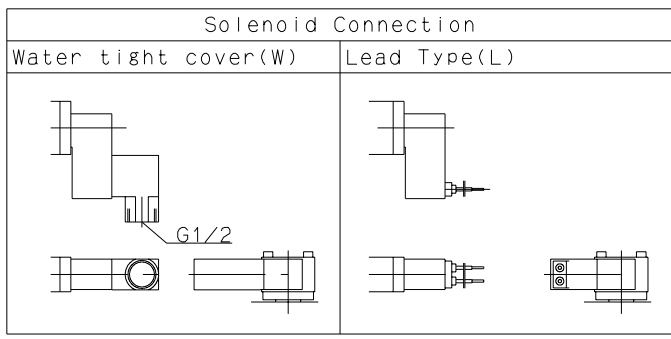 Solenoid Connection
Water tight cover(W)
Lead Type(L)
G1/2